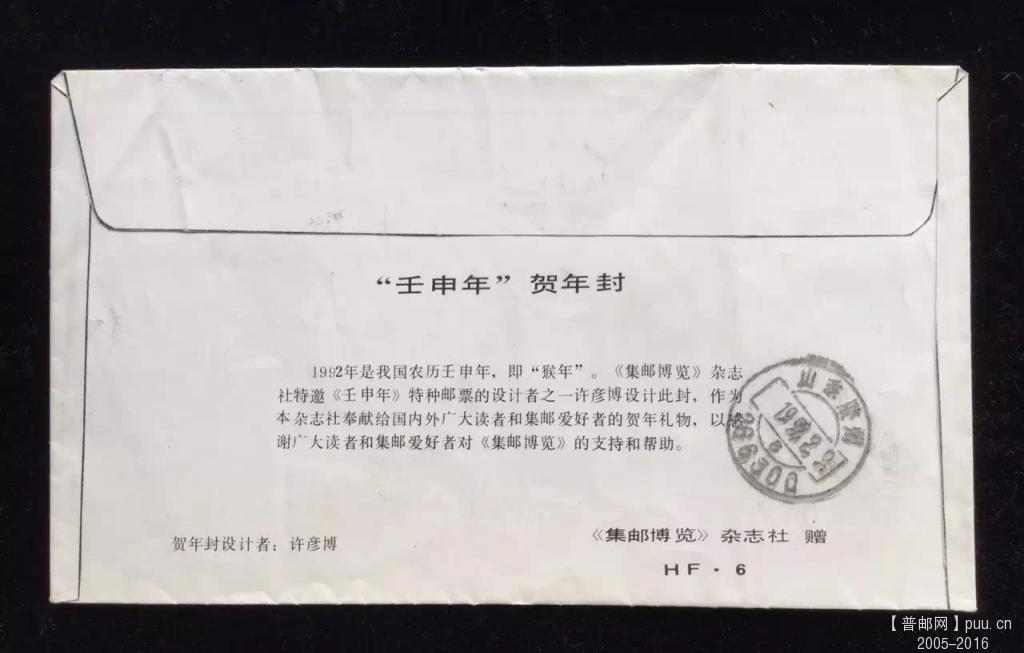 “壬申年”贺年封
1992年是我国农历壬申年，即“猴年”。《集邮博览》杂志
社特邀《壬申年》特种邮票的设计者之一许彦博设计此封，作为
本杂志社奉献给国内外广大读者和集邮爱好者的贺年礼物，以感
谢广大读者和集邮爱好者对《集邮博览》的支持和帮助。
山东
贺年封设计者：许彦博
《集邮博览》杂志社 赠
HF·6
【普邮网】puu.cn
2005-2016